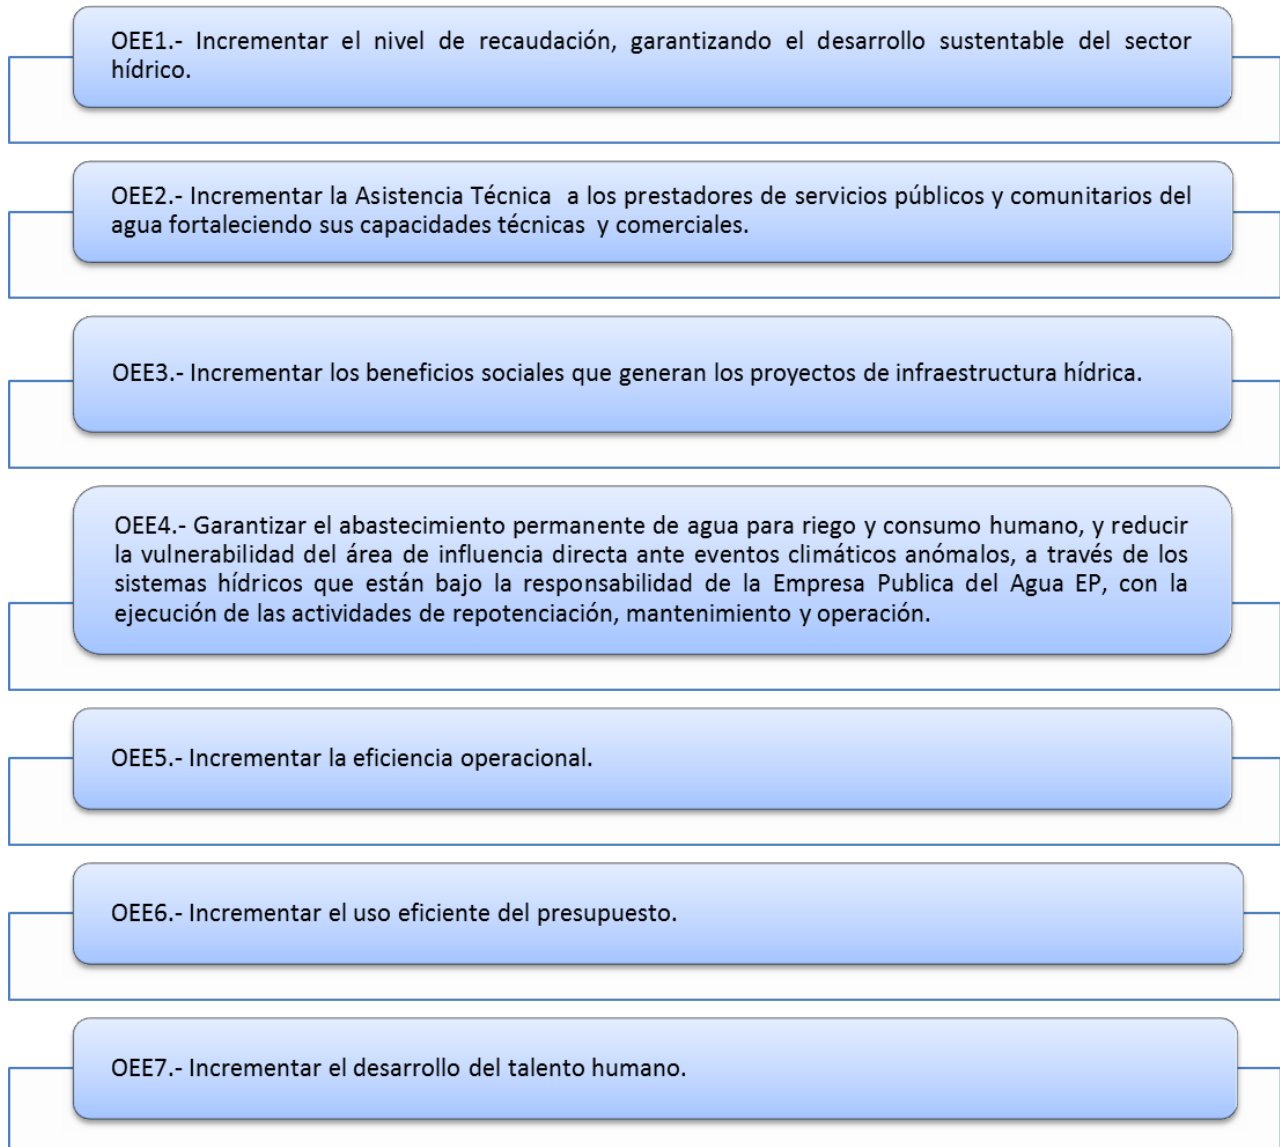 OEE1.- Incrementar el nivel de recaudación, garantizando el desarrollo sustentable del sector
hídrico.
OEE2.- Incrementar la Asistencia Técnica a los prestadores de servicios públicos y comunitarios del
agua fortaleciendo sus capacidades técnicas y comerciales.
OEE3.- Incrementar los beneficios sociales que generan los proyectos de infraestructura hídrica.
OEE4.- Garantizar el abastecimiento permanente de agua para riego y consumo humano, y reducir
la vulnerabilidad del área de influencia directa ante eventos climáticos anómalos, a través de los
sistemas hídricos que están bajo la responsabilidad de la Empresa Publica del Agua EP, con la
ejecución de las actividades de repotenciación, mantenimiento y operación.
OEE5.- Incrementar la eficiencia operacional.
OEE6.- Incrementar el uso eficiente del presupuesto.
OEE7.- Incrementar el desarrollo del talento humano.